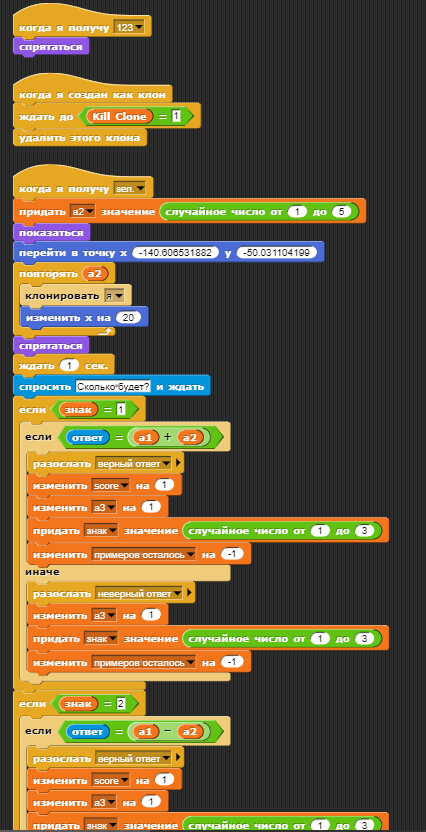 когда я получу 123
спрятаться
когда я создан как клон
ждать до Kill Clone = 1
удалить этого клона
когда я получу зел.
придать a2 значение случайное число от 1 до 5
показаться
перейти в точку x -140.606531882 y -50.031104199
повторять a2
клонировать я
изменить x на 20
спрятаться
ждать 1 сек.
спросить Сколько будет? и ждать
если знак = 1
если ответ = a1 + a2
разослать верный ответ
изменить score на 1
изменить a3 на 1
придать знак значение случайное число от 1 до 3
изменить примеров осталось на -1
иначе
разослать неверный ответ
изменить a3 на 1
придать знак значение случайное число от 1 до 3
изменить примеров осталось на -1
если знак = 2
если ответ = a1 − a2
разослать верный ответ
изменить score на 1
изменить a3 на 1
придать знак значение случайное число от 1 до 3